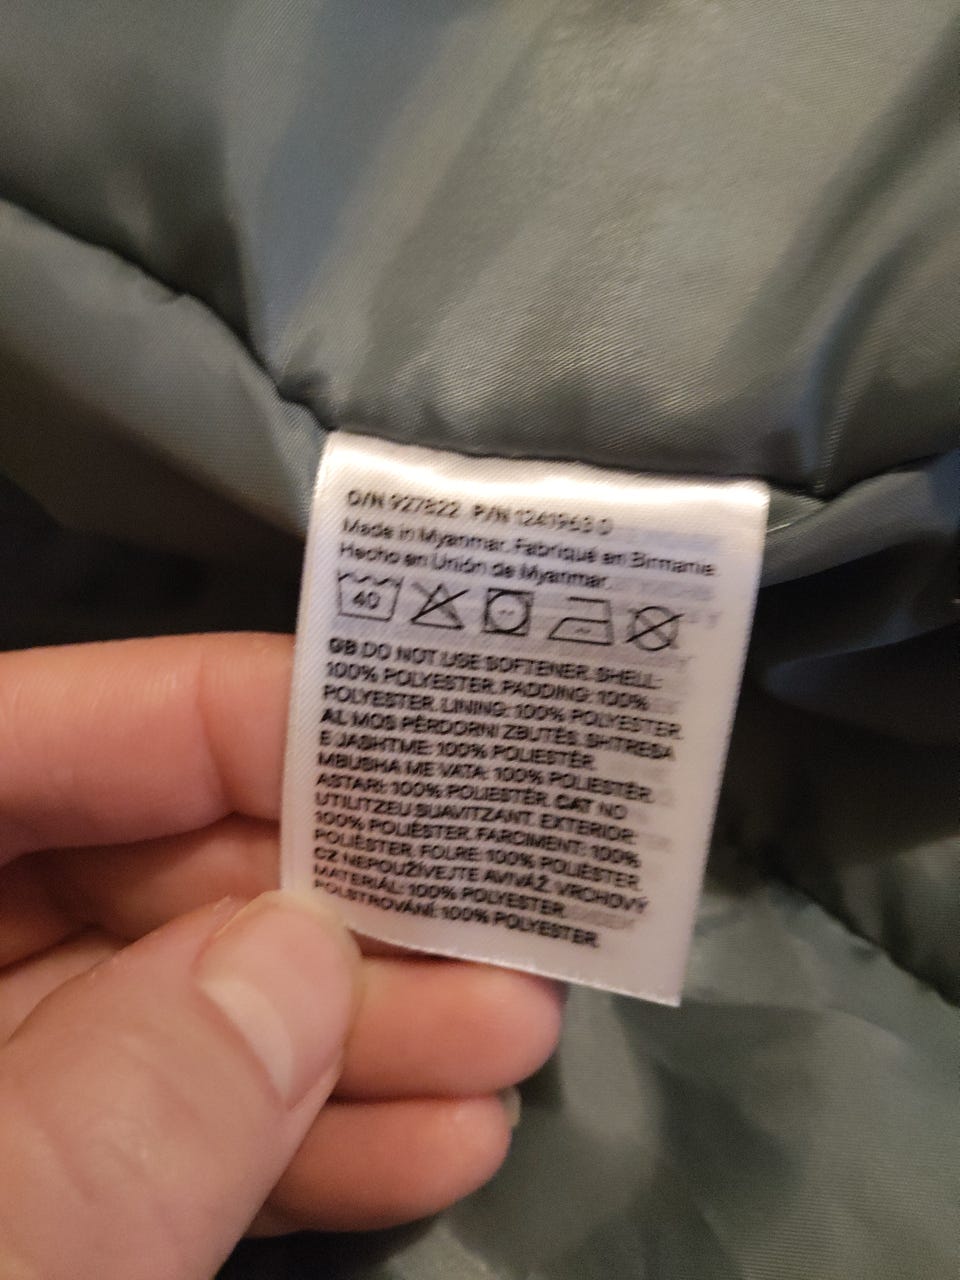 O/N 927822 P/N 1241963 0
Made in Myanmar. Fabriqué en Birmanie.
Hecho en Unión de Myanmar.
40
GB DO NOT USE SOFTENER. SHELL:
100% POLYESTER. PADDING: 100%
POLYESTER. LINING: 100% POLYESTER.
AL MOS PËRDORNI ZBUTËS. SHTRESA
E JASHTME: 100% POLIESTËR.
MBUSHA ME VATA: 100% POLIESTËR.
ASTARI: 100% POLIESTËR. CAT NO
UTILITZEU SUAVITZANT. EXTERIOR:
100% POLIÈSTER. FARCIMENT: 100%
POLIÈSTER. FOLRE: 100% POLIÈSTER.
CZ NEPOUŽÍVEJTE AVIVÁŽ. VRCHOVÝ
MATERIÁL: 100% POLYESTER.
POLSTROVÁNÍ: 100% POLYESTER.